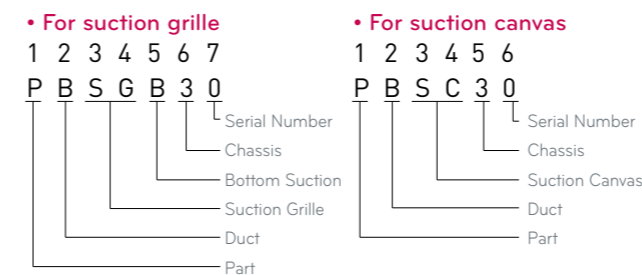 • For suction grille
1 2 3 4 5 6 7
P B S G B 3 0
Serial Number
Chassis
Bottom Suction
Suction Grille
Duct
Part
• For suction canvas
1 2 3 4 5 6
P B S C 3 0
Serial Number
Chassis
Suction Canvas
Duct
Part